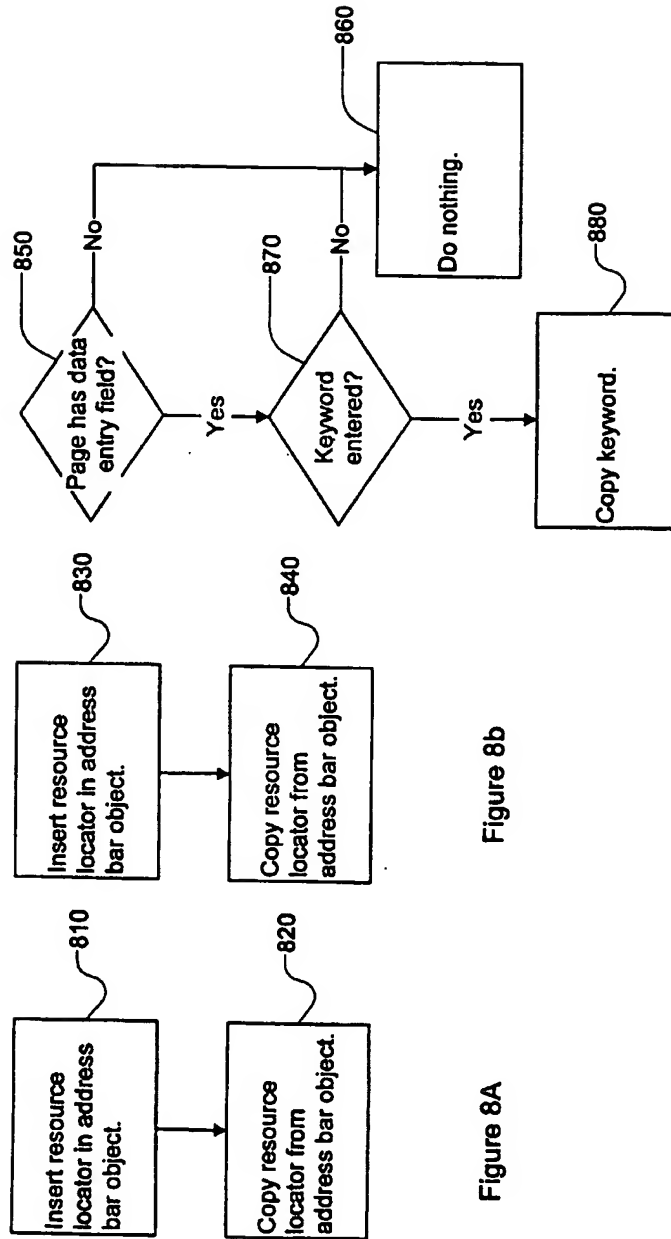 810
Insert resource
locator in address
bar object.
820
Copy resource
locator from
address bar object.
Figure 8A
830
Insert resource
locator in address
bar object.
840
Copy resource
locator from
address bar object.
Figure 8b
850
Page has data
entry field?
No
Yes
860
Do nothing.
870
Keyword
entered?
No
Yes
880
Copy keyword.